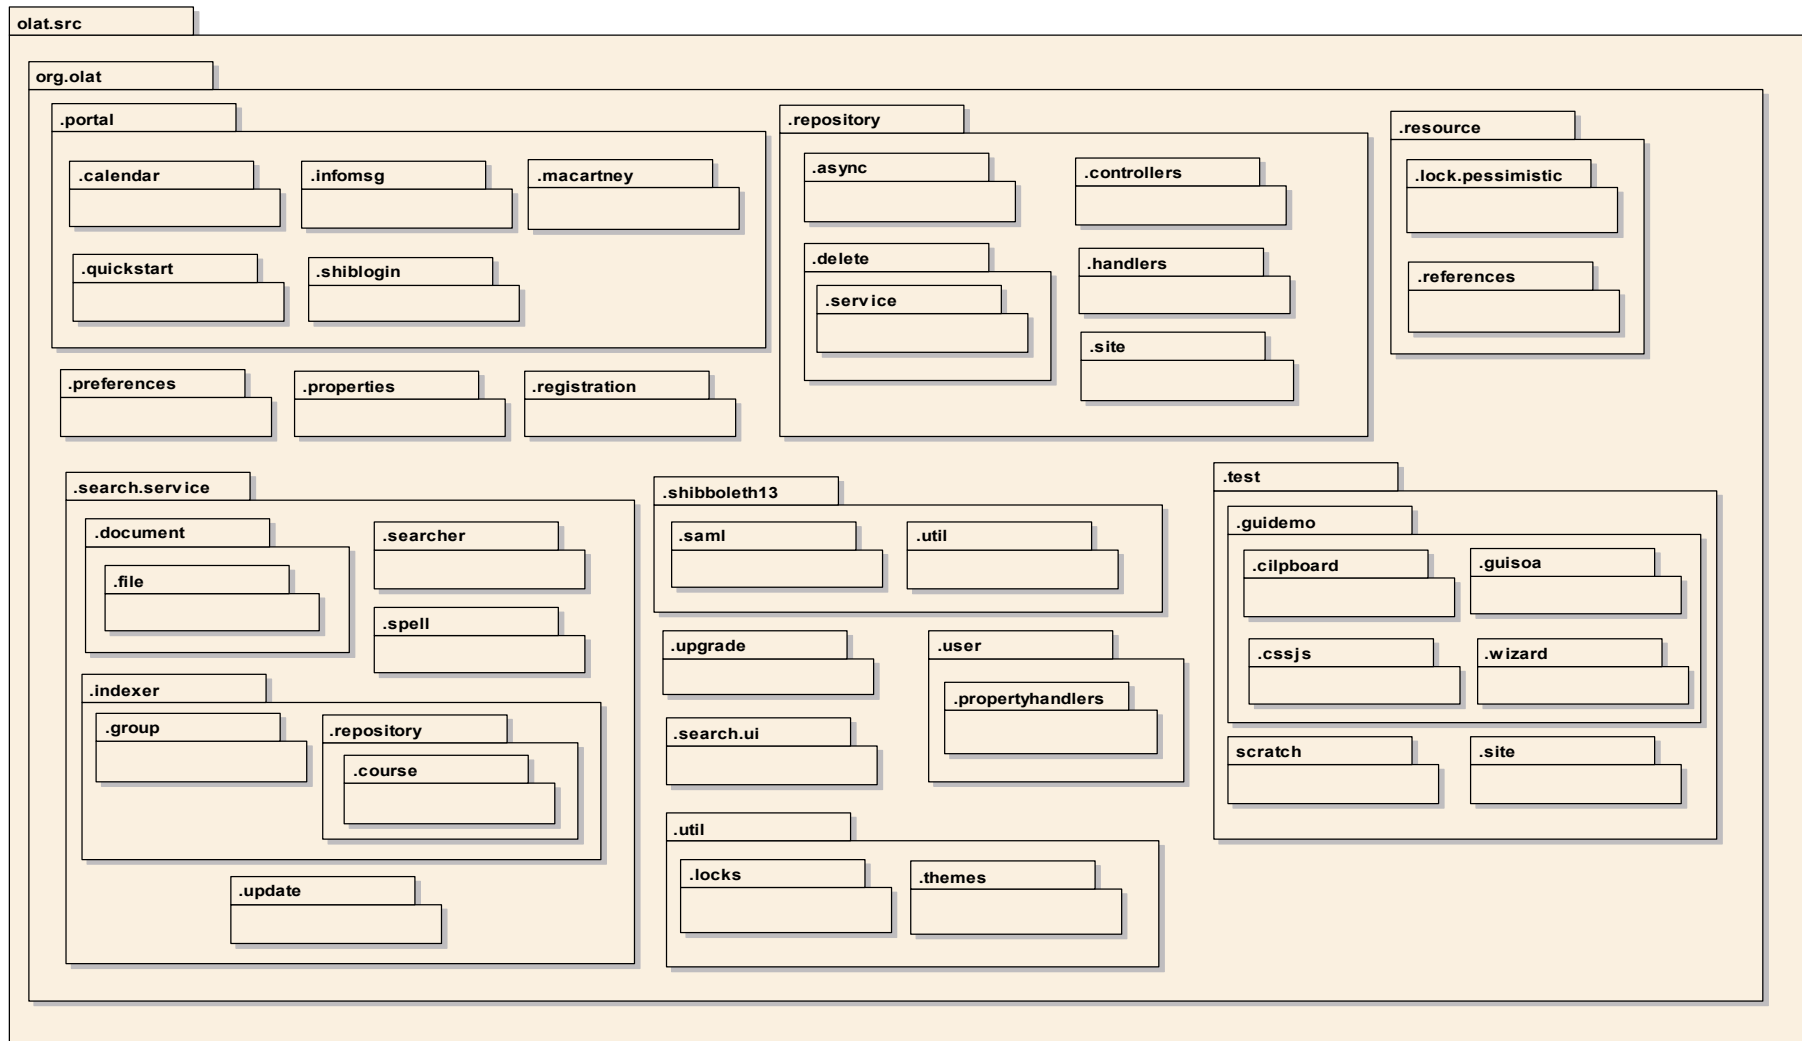 olat.src
org.olat
.portal
.calendar
.infomsg
.macartney
.quickstart
.shiblogin
.repository
.async
.controllers
.delete
.service
.handlers
.site
.resource
.lock.pessimistic
.references
.preferences
.properties
.registration
.search.service
.document
.file
.searcher
.spell
.indexer
.group
.repository
.course
.update
.shibboleth13
.saml
.util
.upgrade
.user
.propertyhandlers
.search.ui
.util
.locks
.themes
.test
.guidemo
.cilpboard
.guisoa
.cssjs
.wizard
scratch
.site